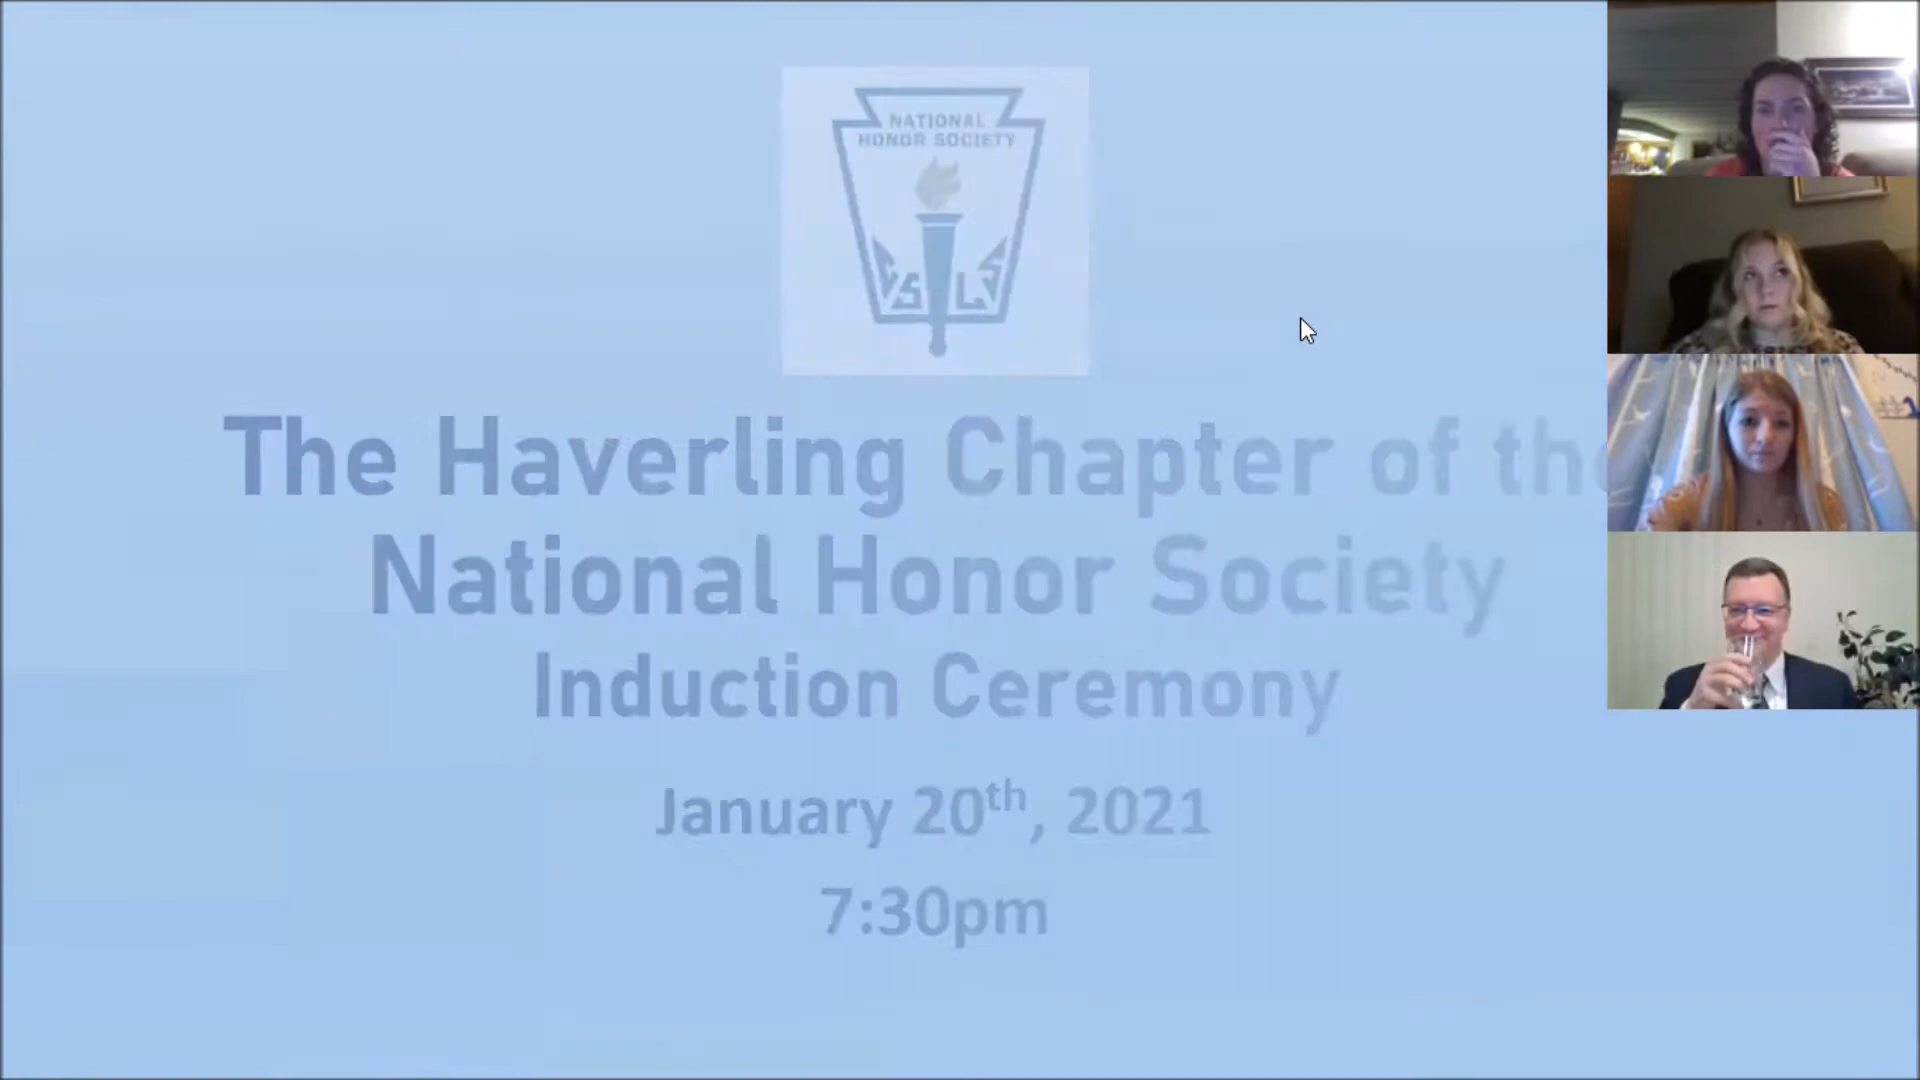 NATIONAL
HONOR SOCIETY
C S L S
The Haverling Chapter of the
National Honor Society
Induction Ceremony
January 20th, 2021
7:30pm